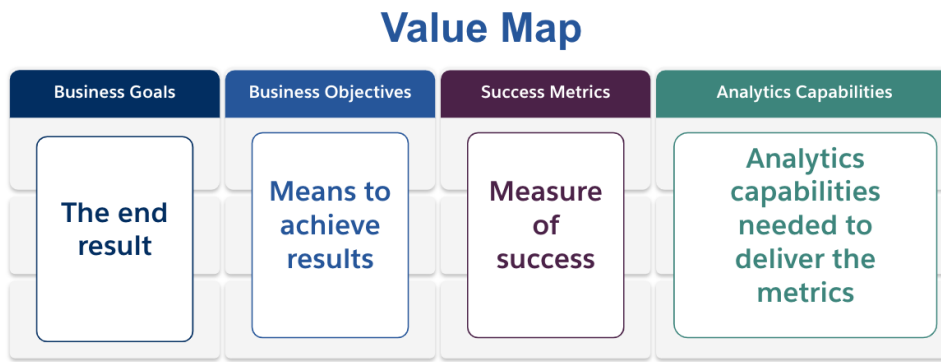 Value Map
Business Goals
Business Objectives
Success Metrics
Analytics Capabilities
The end
result
Means to
achieve
results
Measure
of
success
Analytics
capabilities
needed to
deliver the
metrics